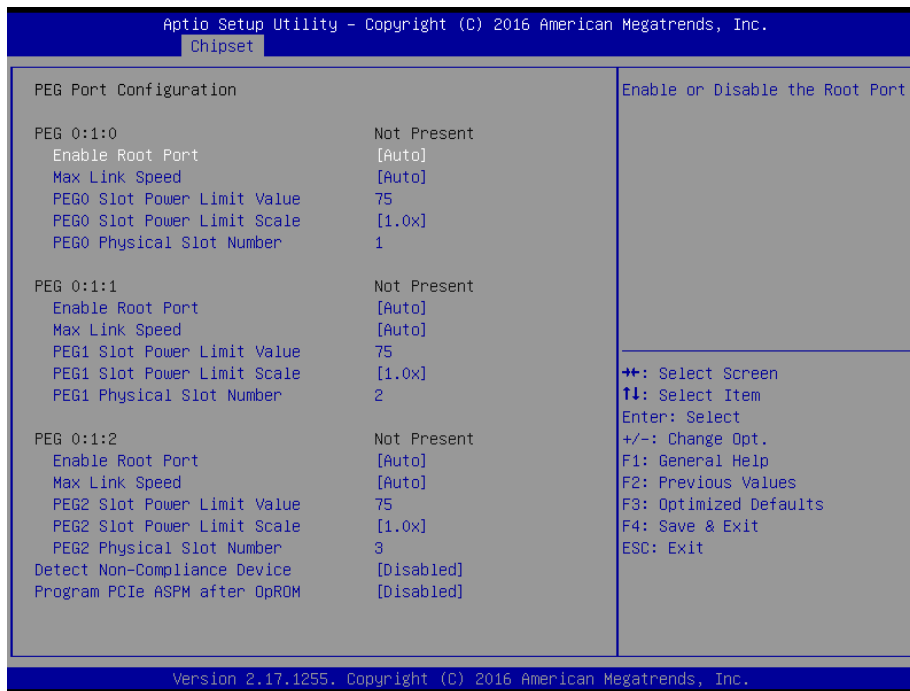 Aptio Setup Utility – Copyright (C) 2016 American Megatrends, Inc.
Chipset
PEG Port Configuration
PEG 0:1:0 Not Present
Enable Root Port [Auto]
Max Link Speed [Auto]
PEG0 Slot Power Limit Value 75
PEG0 Slot Power Limit Scale [1.0x]
PEG0 Physical Slot Number 1
PEG 0:1:1 Not Present
Enable Root Port [Auto]
Max Link Speed [Auto]
PEG1 Slot Power Limit Value 75
PEG1 Slot Power Limit Scale [1.0x]
PEG1 Physical Slot Number 2
PEG 0:1:2 Not Present
Enable Root Port [Auto]
Max Link Speed [Auto]
PEG2 Slot Power Limit Value 75
PEG2 Slot Power Limit Scale [1.0x]
PEG2 Physical Slot Number 3
Detect Non-Compliance Device [Disabled]
Program PCIe ASPM after OpROM [Disabled]
Enable or Disable the Root Port
→←: Select Screen
↑↓: Select Item
Enter: Select
+/-: Change Opt.
F1: General Help
F2: Previous Values
F3: Optimized Defaults
F4: Save & Exit
ESC: Exit
Version 2.17.1255. Copyright (C) 2016 American Megatrends, Inc.